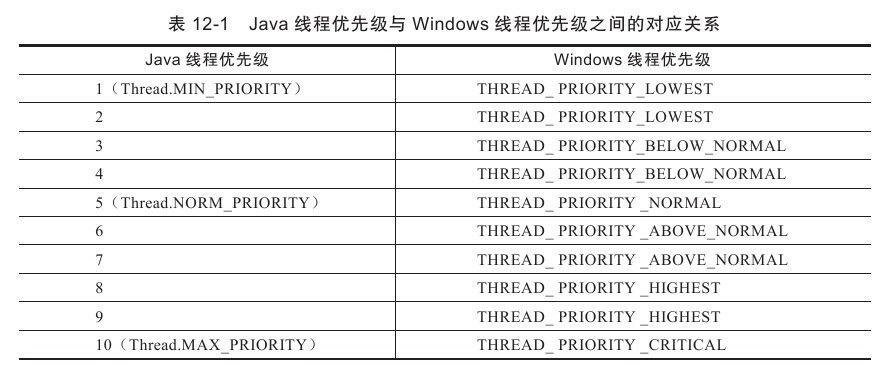 表 12-1 Java 线程优先级与 Windows 线程优先级之间的对应关系
Java 线程优先级 Windows 线程优先级
1（Thread.MIN_PRIORITY） THREAD_ PRIORITY_LOWEST
2 THREAD_ PRIORITY_LOWEST
3 THREAD_ PRIORITY_BELOW_NORMAL
4 THREAD_ PRIORITY_BELOW_NORMAL
5（Thread.NORM_PRIORITY） THREAD_ PRIORITY _NORMAL
6 THREAD_ PRIORITY _ABOVE_NORMAL
7 THREAD_ PRIORITY _ABOVE_NORMAL
8 THREAD_ PRIORITY _HIGHEST
9 THREAD_ PRIORITY _HIGHEST
10（Thread.MAX_PRIORITY） THREAD_ PRIORITY _CRITICAL